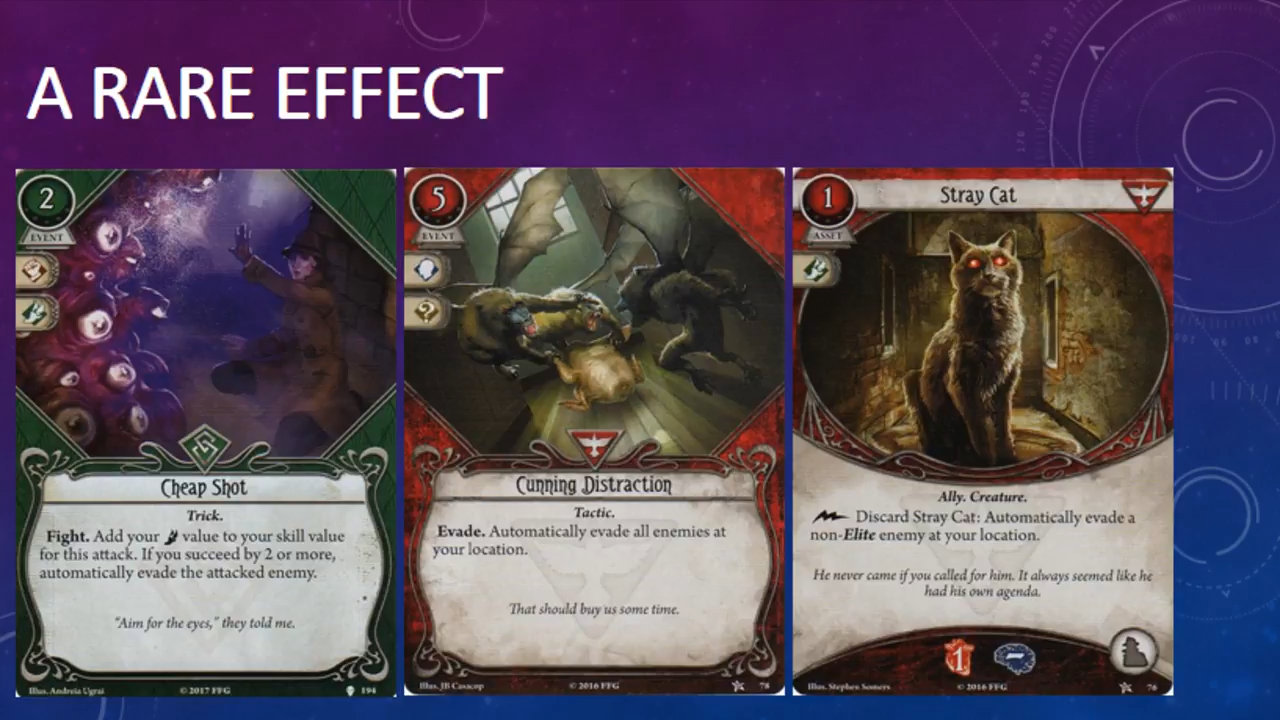 A RARE EFFECT
2
EVENT
Cheap Shot
Trick.
Fight. Add your value to your skill value
for this attack. If you succeed by 2 or more,
automatically evade the attacked enemy.
"Aim for the eyes," they told me.
Illus. Andreia Ugrai
© 2017 FFG
194
5
EVENT
Cunning Distraction
Tactic.
Evade. Automatically evade all enemies at
your location.
That should buy us some time.
Illus. JB Casacop
© 2016 FFG
78
1
ASSET
Stray Cat
Ally. Creature.
Discard Stray Cat: Automatically evade a
non-Elite enemy at your location.
He never came if you called for him. It always seemed like he
had his own agenda.
1
Illus. Stephen Somers
© 2016 FFG
76